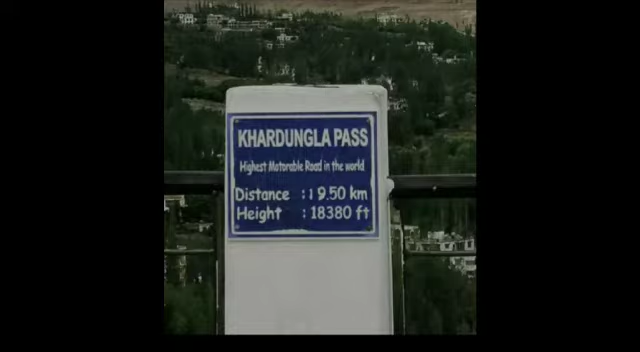 KHARDUNGLA PASS
Highest Motorable Road in the world
Distance : 19.50 km
Height : 18380 ft